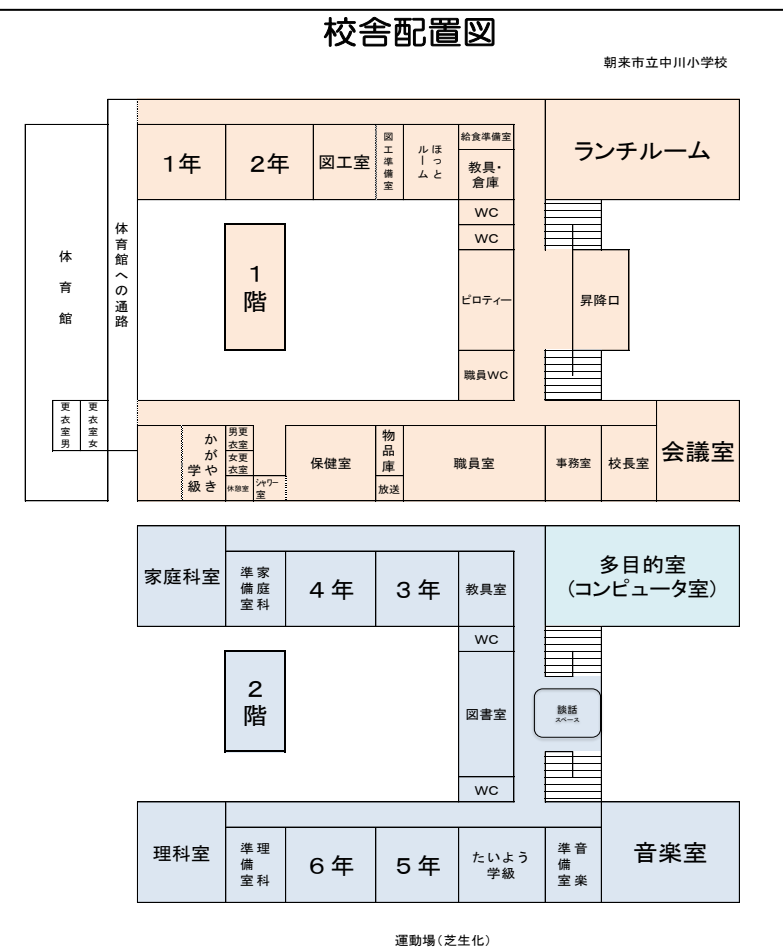 校舎配置図
朝来市立中川小学校
1年
2年
図工室
図工準備室
ほっと
ルーム
給食準備室
教具・
倉庫
ランチルーム
WC
WC
体育館
体育館への通路
1
階
ピロティー
昇降口
職員WC
更衣室男
更衣室女
かがやき
学級
男更
衣室
女更
衣室
休憩室
シャワー
室
保健室
物品庫
放送
職員室
事務室
校長室
会議室
家庭科室
家庭科
準備室
4年
3年
教具室
多目的室
(コンピュータ室)
WC
2
階
図書室
談話
スペース
WC
理科室
理科
準備室
6年
5年
たいよう
学級
音楽
準備室
音楽室
運動場(芝生化)